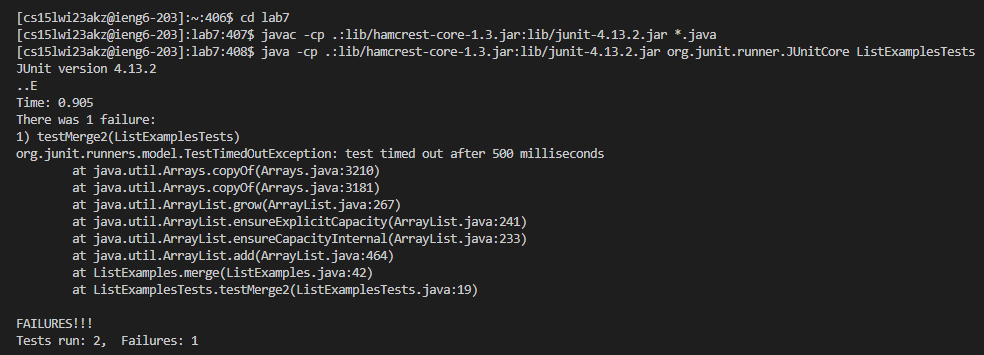 [cs15lwi23akz@ieng6-203]:~:406$ cd lab7
[cs15lwi23akz@ieng6-203]:lab7:407$ javac -cp .:lib/hamcrest-core-1.3.jar:lib/junit-4.13.2.jar *.java
[cs15lwi23akz@ieng6-203]:lab7:408$ java -cp .:lib/hamcrest-core-1.3.jar:lib/junit-4.13.2.jar org.junit.runner.JUnitCore ListExamplesTests
JUnit version 4.13.2
..E
Time: 0.905
There was 1 failure:
1) testMerge2(ListExamplesTests)
org.junit.runners.model.TestTimedOutException: test timed out after 500 milliseconds
        at java.util.Arrays.copyOf(Arrays.java:3210)
        at java.util.Arrays.copyOf(Arrays.java:3181)
        at java.util.ArrayList.grow(ArrayList.java:267)
        at java.util.ArrayList.ensureExplicitCapacity(ArrayList.java:241)
        at java.util.ArrayList.ensureCapacityInternal(ArrayList.java:233)
        at java.util.ArrayList.add(ArrayList.java:464)
        at ListExamples.merge(ListExamples.java:42)
        at ListExamplesTests.testMerge2(ListExamplesTests.java:19)

FAILURES!!!
Tests run: 2,  Failures: 1